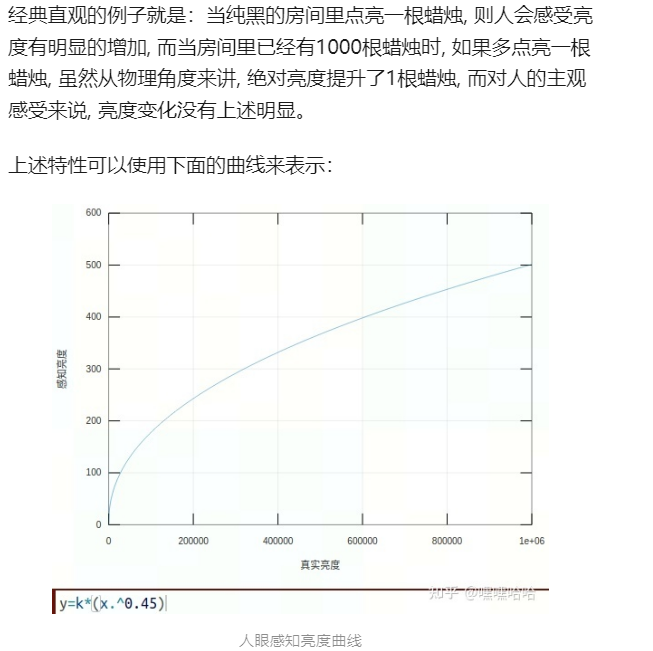 经典直观的例子就是：当纯黑的房间里点亮一根蜡烛, 则人会感受亮
度有明显的增加, 而当房间里已经有1000根蜡烛时, 如果多点亮一根
蜡烛, 虽然从物理角度来讲, 绝对亮度提升了1根蜡烛, 而对人的主观
感受来说, 亮度变化没有上述明显。
上述特性可以使用下面的曲线来表示：
600
500
400
300
200
100
0
感知亮度
0 200000 400000 600000 800000 1e+06
真实亮度
y=k*(x.^0.45)
知乎 @嘿嘿哈哈
人眼感知亮度曲线